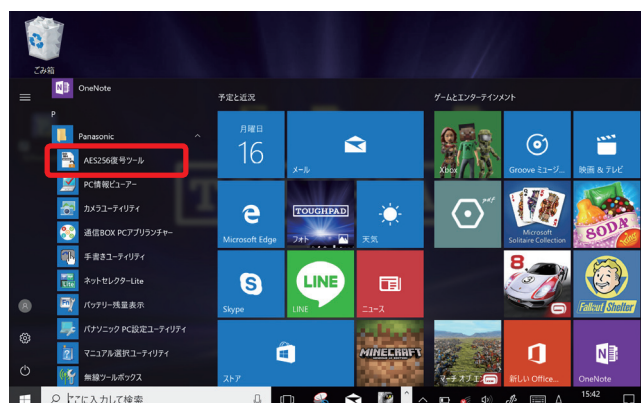 ごみ箱
OneNote
P
Panasonic
AES256復号ツール
PC情報ビューアー
カメラユーティリティ
通信BOX PCアプリランチャー
手書きユーティリティ
ネットセレクターLite
バッテリー残量表示
パナソニック PC設定ユーティリティ
マニュアル選択ユーティリティ
無線ツールボックス
ここに入力して検索
予定と近況
月曜日
16
メール
Microsoft Edge
TOUGHPAD
フォト
天気
Skype
LINE
LINE
ニュース
ストア
MINECRAFT
ゲームとエンターテインメント
Xbox
Groove ミュージ...
映画 & テレビ
Microsoft
Solitaire Collection
SODA
8
Fallout Shelter
マーチ オブ エン
新しい Office...
OneNote
15:42